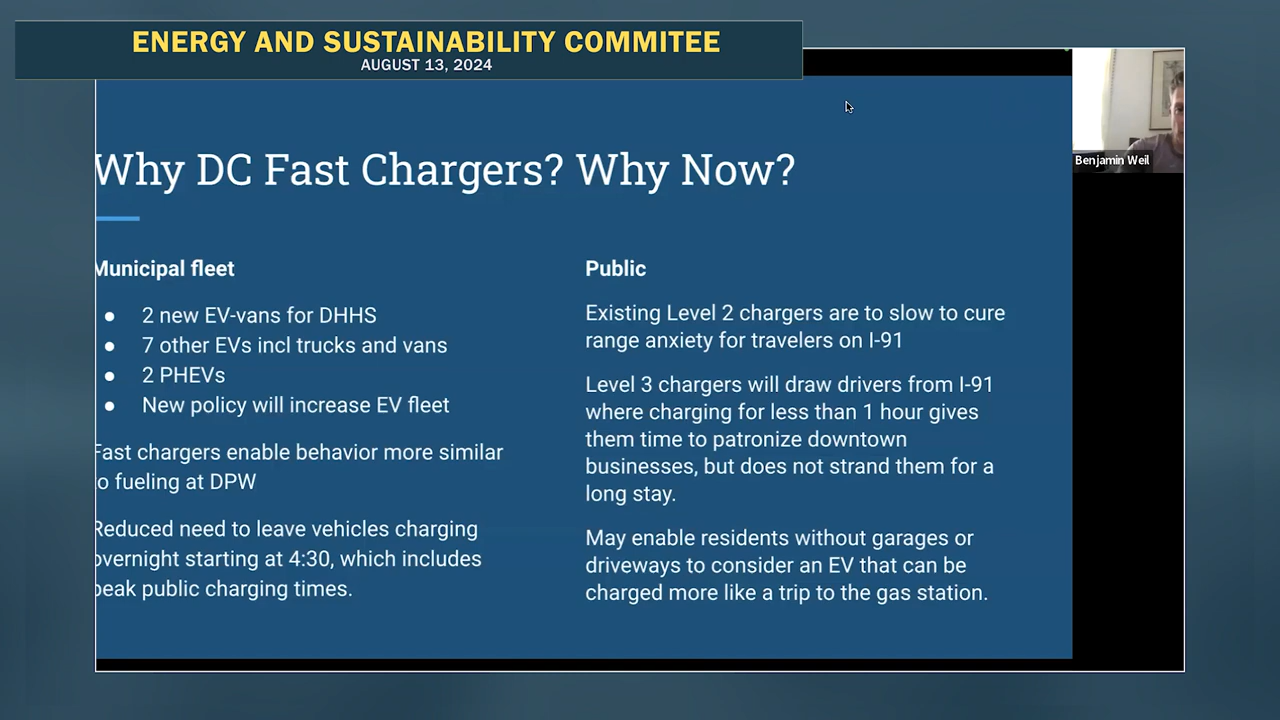 ENERGY AND SUSTAINABILITY COMMITEE
AUGUST 13, 2024
Benjamin Weil
Why DC Fast Chargers? Why Now?
Municipal fleet
● 2 new EV-vans for DHHS
● 7 other EVs incl trucks and vans
● 2 PHEVs
● New policy will increase EV fleet
Fast chargers enable behavior more similar
o fueling at DPW
Reduced need to leave vehicles charging
overnight starting at 4:30, which includes
peak public charging times.
Public
Existing Level 2 chargers are to slow to cure
range anxiety for travelers on I-91
Level 3 chargers will draw drivers from I-91
where charging for less than 1 hour gives
them time to patronize downtown
businesses, but does not strand them for a
long stay.
May enable residents without garages or
driveways to consider an EV that can be
charged more like a trip to the gas station.